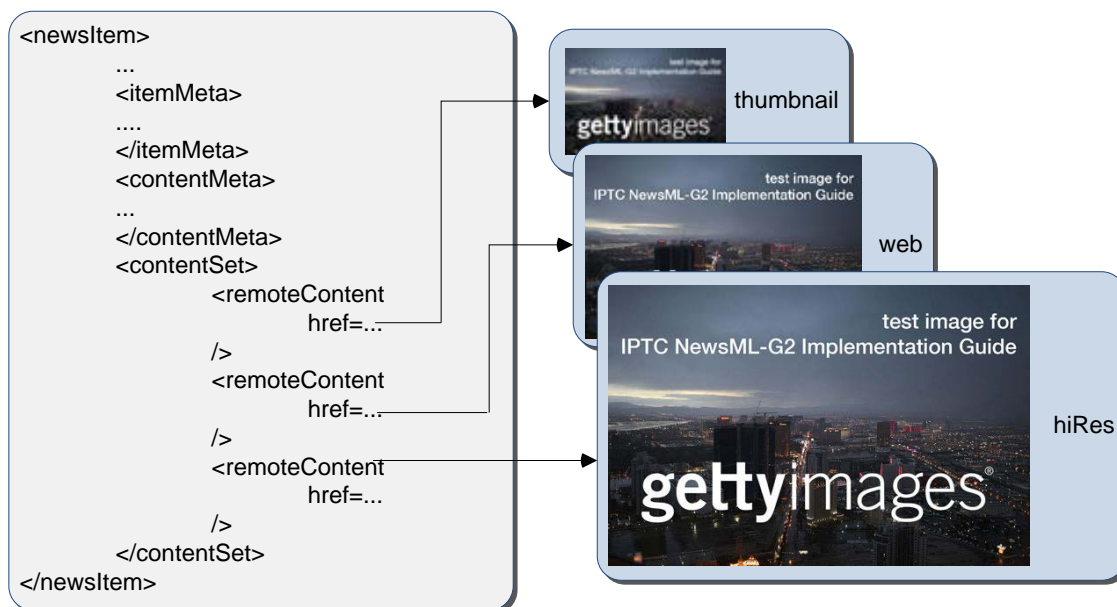 <newsItem>
...
<itemMeta>
....
</itemMeta>
<contentMeta>
...
</contentMeta>
<contentSet>
<remoteContent
href=...
/>
<remoteContent
href=...
/>
<remoteContent
href=...
/>
</contentSet>
</newsItem>
test image for
IPTC NewsML-G2 Implementation Guide
gettyimages®
thumbnail
test image for
IPTC NewsML-G2 Implementation Guide
web
test image for
IPTC NewsML-G2 Implementation Guide
gettyimages®
hiRes